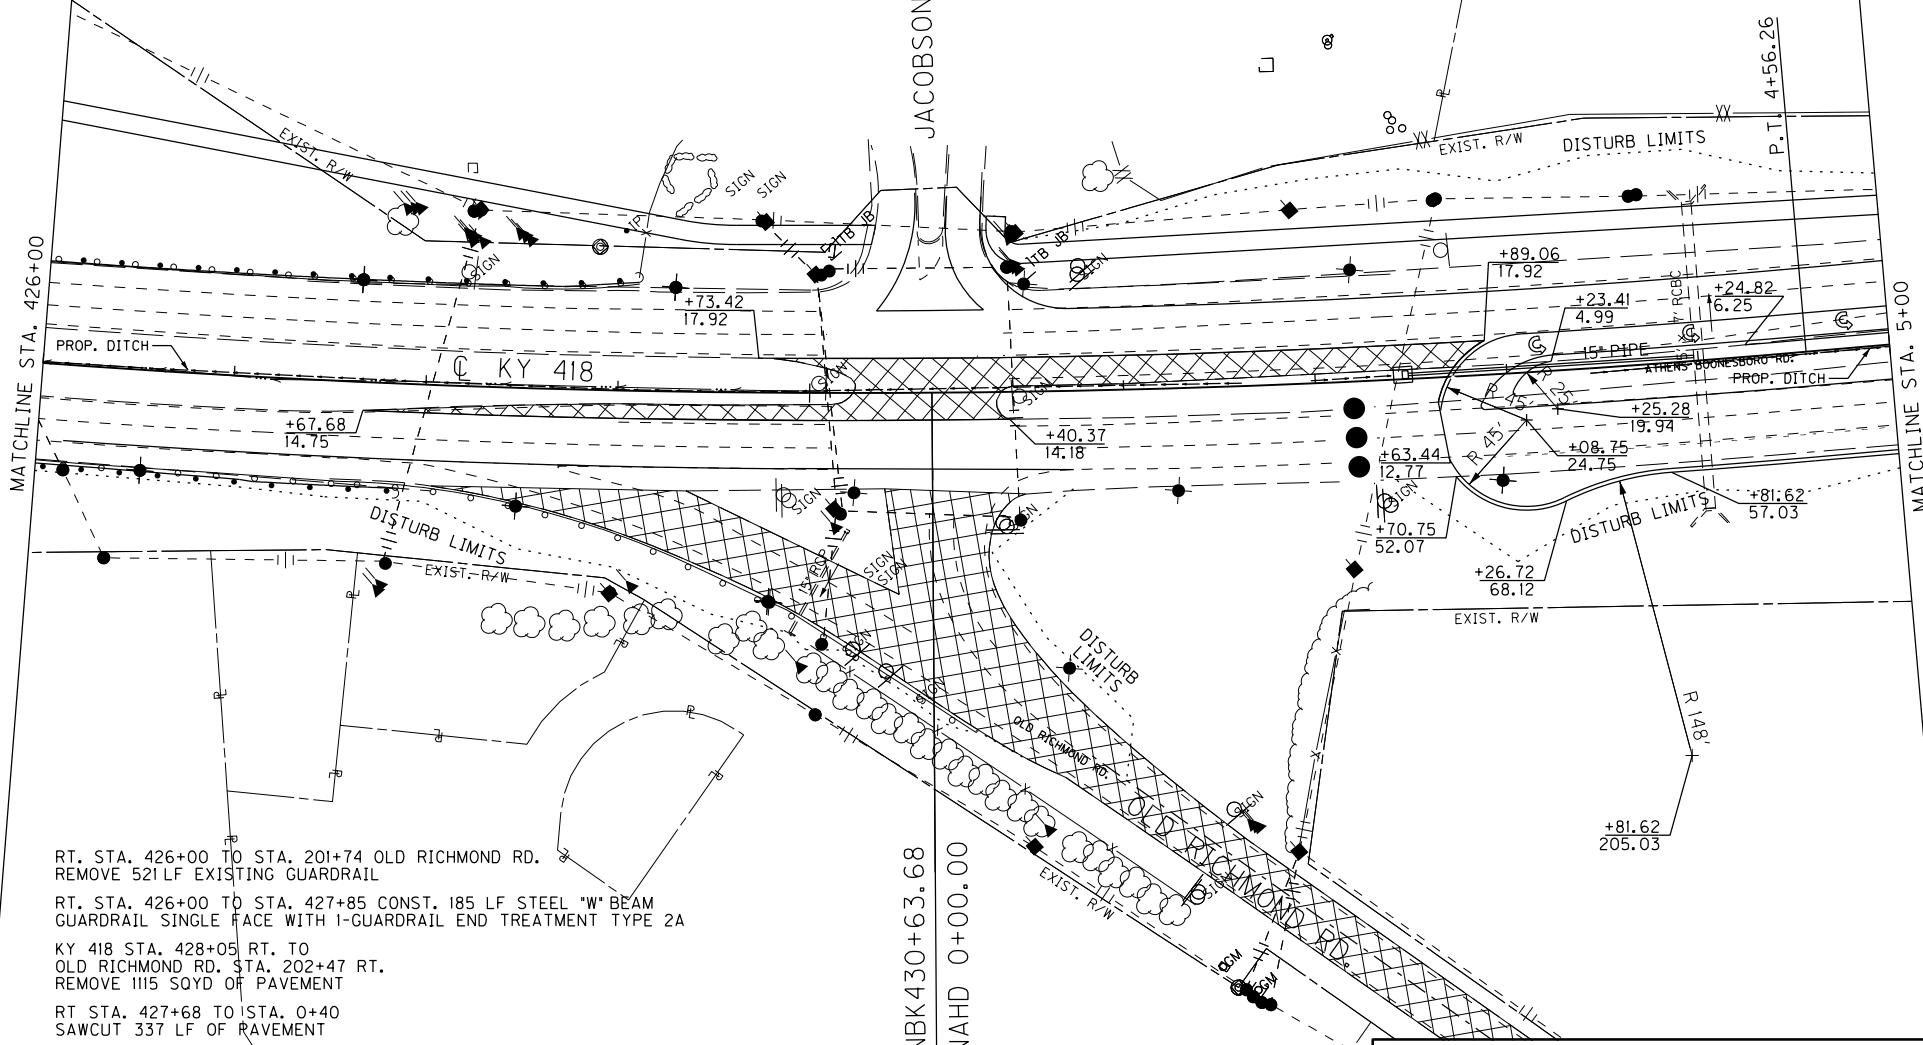 JACOBSON
P.T. 4+56.26
EXIST. R/W
EXIST. R/W
DISTURB LIMITS
SIGN
SIGN
IP
JB
1TB JB
SIGN
SIGN
MATCHLINE STA. 426+00
MATCHLINE STA. 5+00
+73.42
17.92
+89.06
17.92
+23.41
4.99
+24.82
6.25
7' RCBC
PROP. DITCH
℄ KY 418
SIGN
SIGN
15" PIPE
ATHENS BOONESBORO RD.
PROP. DITCH
R 25'
R 45'
R 45'
+67.68
14.75
+40.37
14.18
+25.28
19.94
+08.75
24.75
+63.44
12.77
+81.62
57.03
+70.75
52.07
+26.72
68.12
DISTURB LIMITS
EXIST. R/W
SIGN
SIGN
SIGN
SIGN
SIGN
15" RCP
DISTURB LIMITS
EXIST. R/W
SIGN
SIGN
DISTURB
LIMITS
OLD RICHMOND RD.
R 148'
SIGN
OLD RICHMOND RD.
SIGN
EXIST. R/W
+81.62
205.03
GM
GM
NBK430+63.68
NAHD 0+00.00
RT. STA. 426+00 TO STA. 201+74 OLD RICHMOND RD.
REMOVE 521 LF EXISTING GUARDRAIL
RT. STA. 426+00 TO STA. 427+85 CONST. 185 LF STEEL "W" BEAM
GUARDRAIL SINGLE FACE WITH 1-GUARDRAIL END TREATMENT TYPE 2A
KY 418 STA. 428+05 RT. TO
OLD RICHMOND RD. STA. 202+47 RT.
REMOVE 1115 SQYD OF PAVEMENT
RT STA. 427+68 TO STA. 0+40
SAWCUT 337 LF OF PAVEMENT